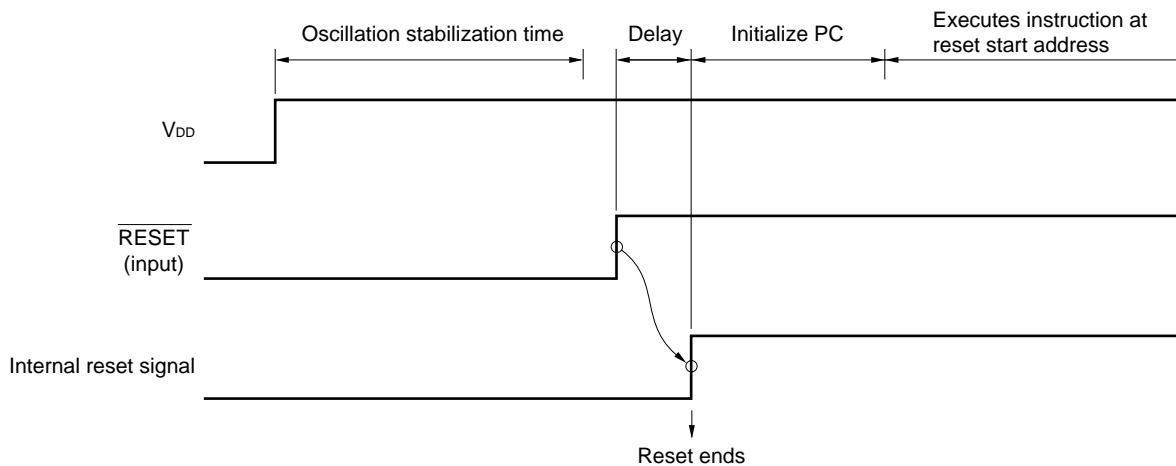 Oscillation stabilization time
Delay
Initialize PC
Executes instruction at
reset start address
VDD
RESET
(input)
Internal reset signal
Reset ends